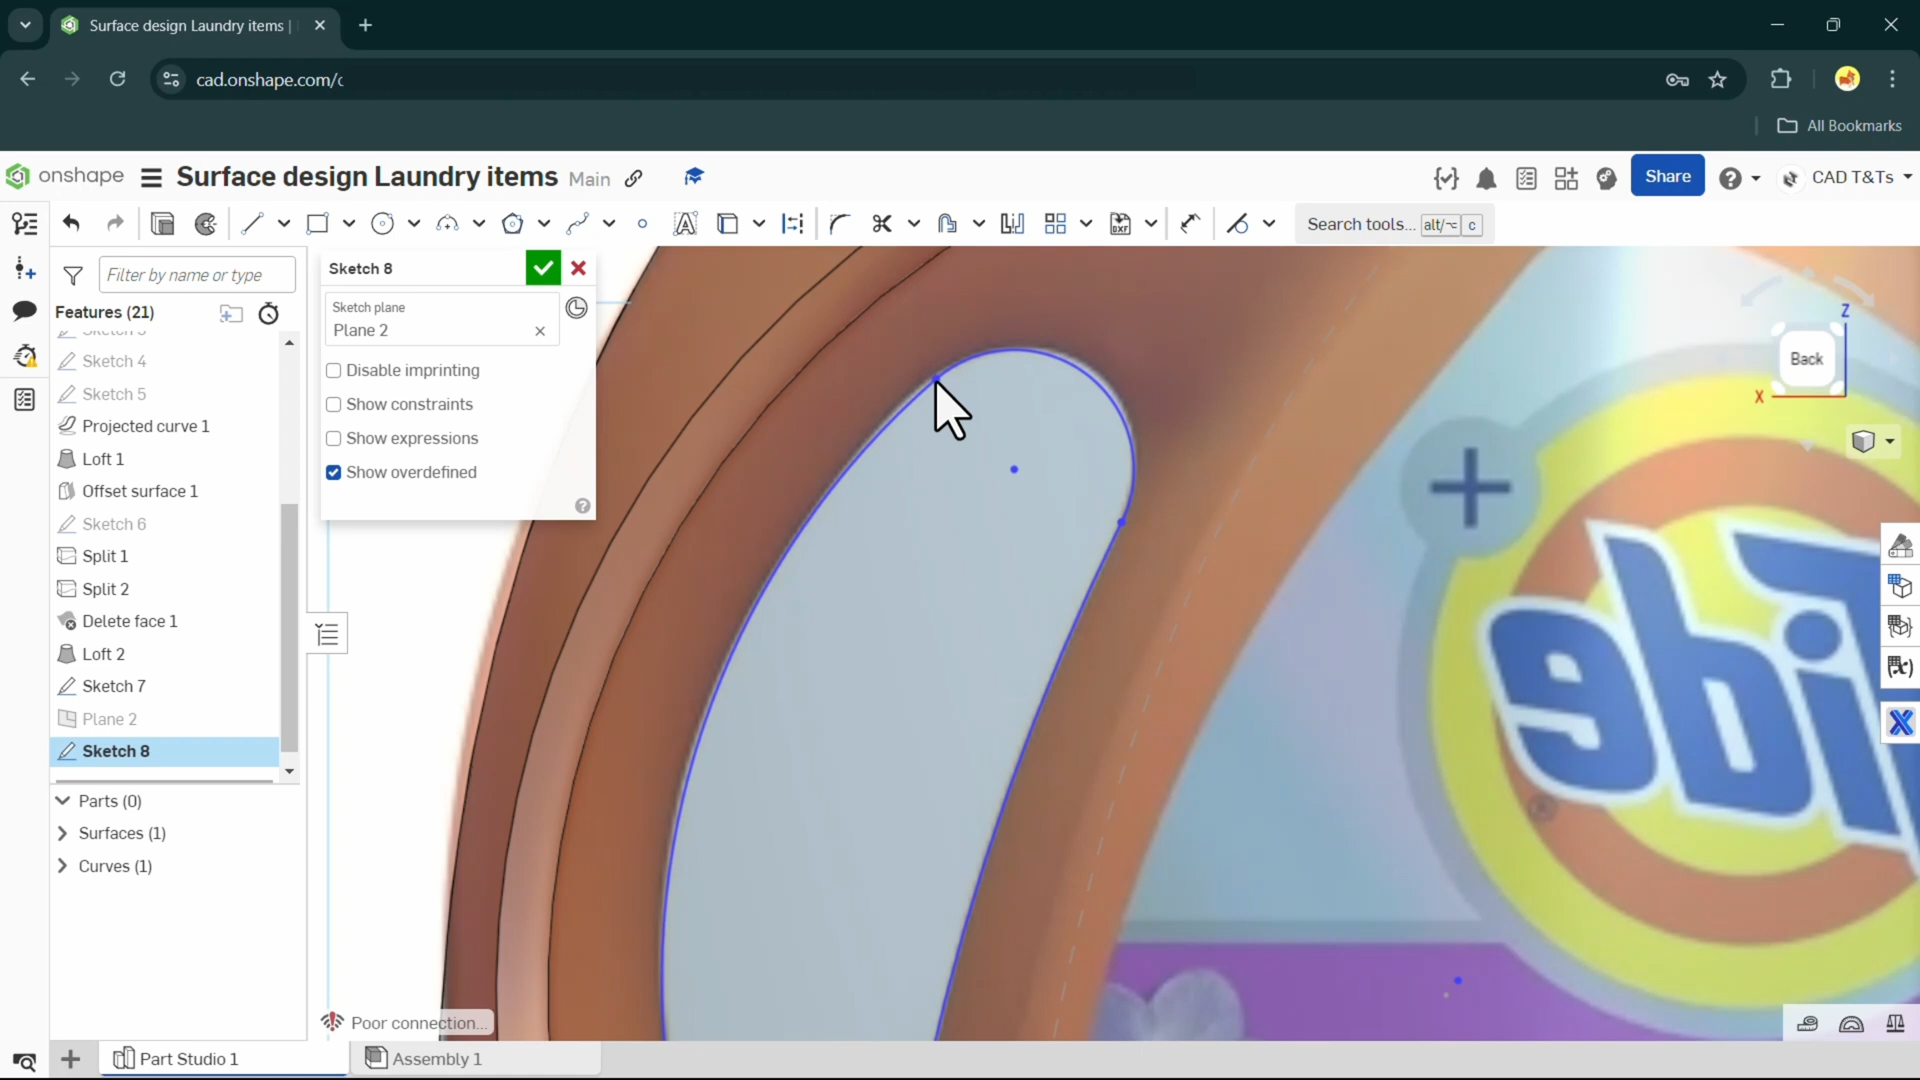 Surface design Laundry items |
cad.onshape.com/c
All Bookmarks
onshape
Surface design Laundry items
Main
Share
CAD T&Ts
Search tools...
alt/⌥
c
Filter by name or type
Features (21)
Sketch 3
Sketch 4
Sketch 5
Projected curve 1
Loft 1
Offset surface 1
Sketch 6
Split 1
Split 2
Delete face 1
Loft 2
Sketch 7
Plane 2
Sketch 8
Parts (0)
Surfaces (1)
Curves (1)
Sketch 8
Sketch plane
Plane 2
Disable imprinting
Show constraints
Show expressions
Show overdefined
DXF
Z
Back
X
Poor connection...
Part Studio 1
Assembly 1